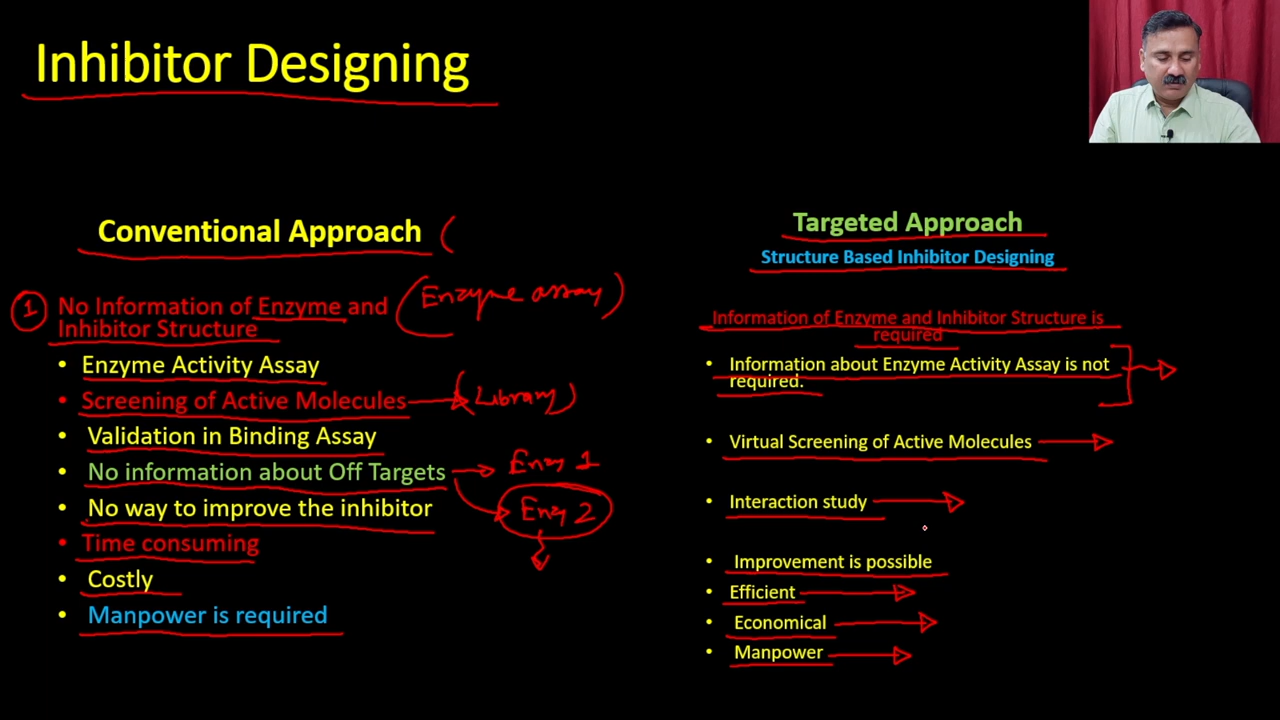 Inhibitor Designing
Conventional Approach (
1 No Information of Enzyme and
Inhibitor Structure
(Enzyme assay)
• Enzyme Activity Assay
• Screening of Active Molecules
(Library)
• Validation in Binding Assay
• No information about Off Targets
Enzy 1
• No way to improve the inhibitor
Enzy 2
• Time consuming
• Costly
• Manpower is required
Targeted Approach
Structure Based Inhibitor Designing
Information of Enzyme and Inhibitor Structure is
required
• Information about Enzyme Activity Assay is not
required.
• Virtual Screening of Active Molecules
• Interaction study
• Improvement is possible
• Efficient
• Economical
• Manpower